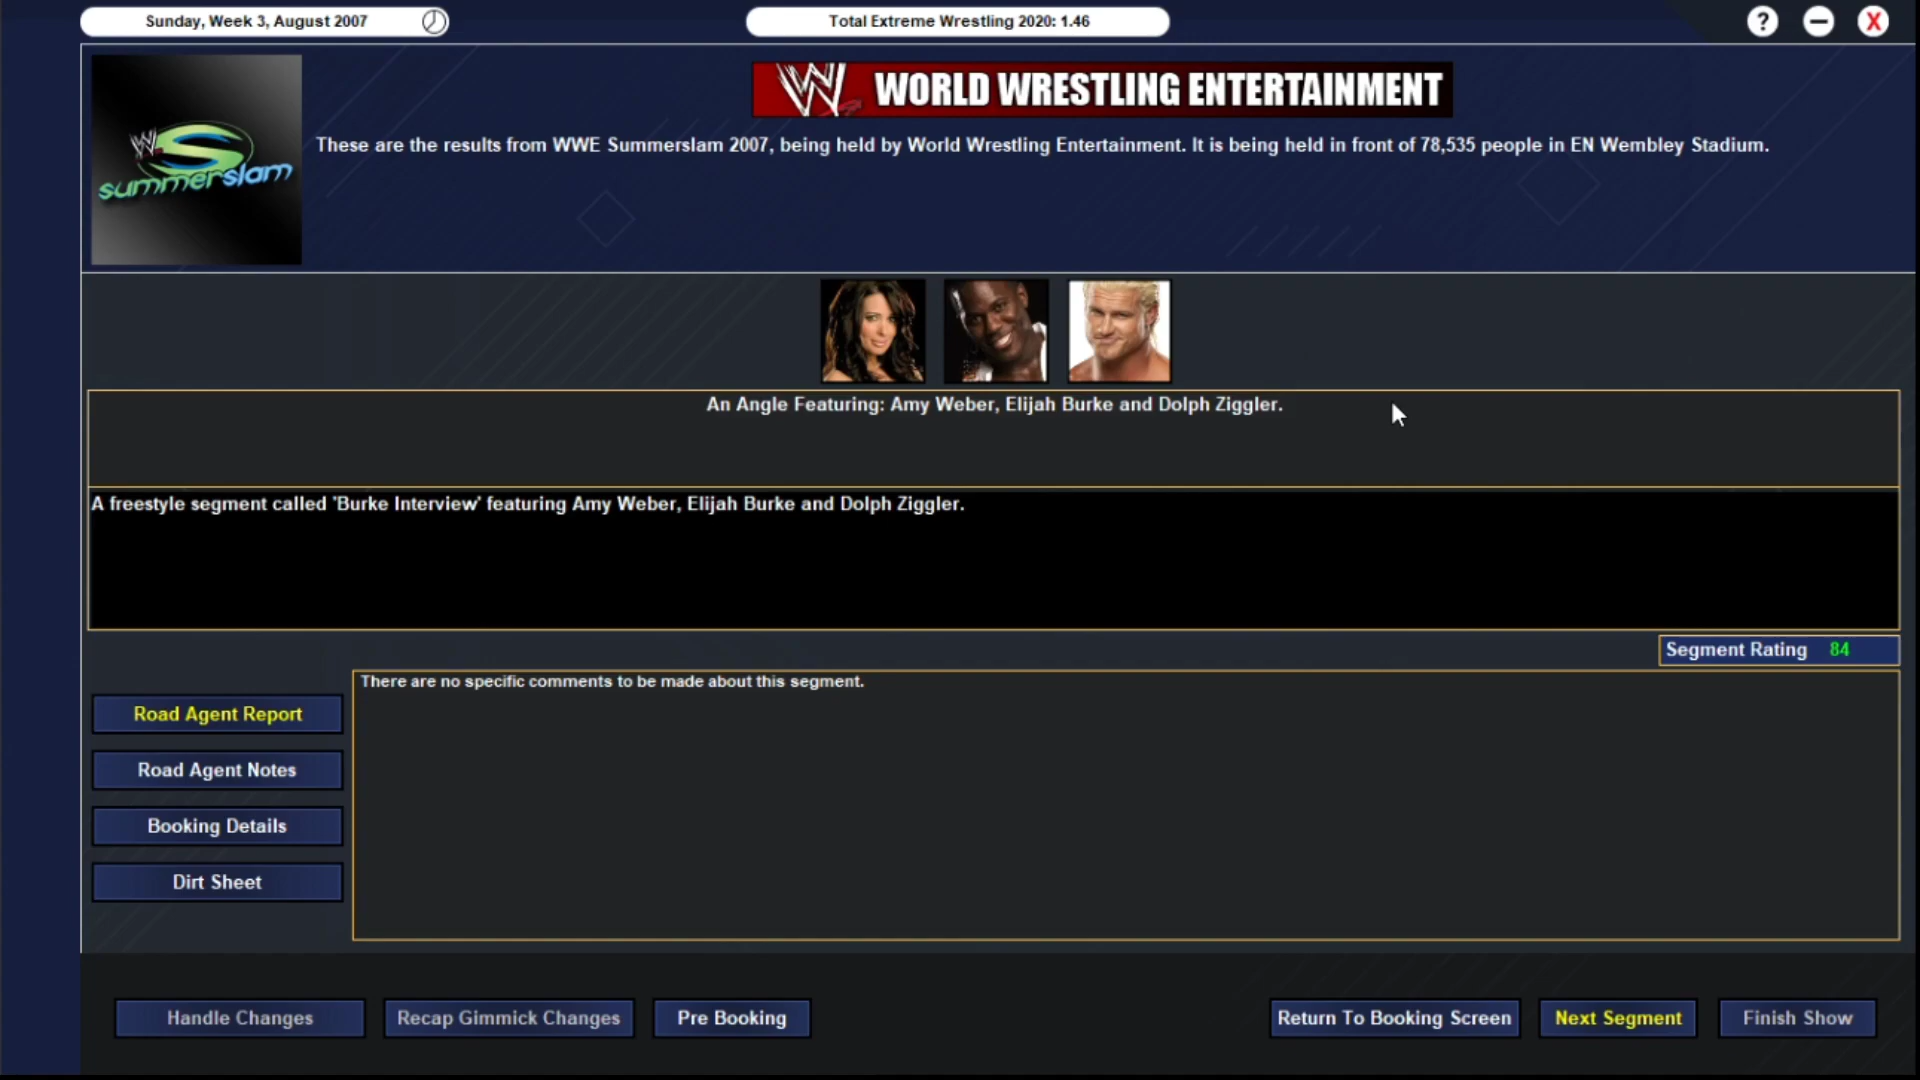 Sunday, Week 3, August 2007
Total Extreme Wrestling 2020: 1.46
?
X
W
WORLD WRESTLING ENTERTAINMENT
W
summerslam
These are the results from WWE Summerslam 2007, being held by World Wrestling Entertainment. It is being held in front of 78,535 people in EN Wembley Stadium.
An Angle Featuring: Amy Weber, Elijah Burke and Dolph Ziggler.
A freestyle segment called 'Burke Interview' featuring Amy Weber, Elijah Burke and Dolph Ziggler.
Segment Rating 84
There are no specific comments to be made about this segment.
Road Agent Report
Road Agent Notes
Booking Details
Dirt Sheet
Handle Changes
Recap Gimmick Changes
Pre Booking
Return To Booking Screen
Next Segment
Finish Show